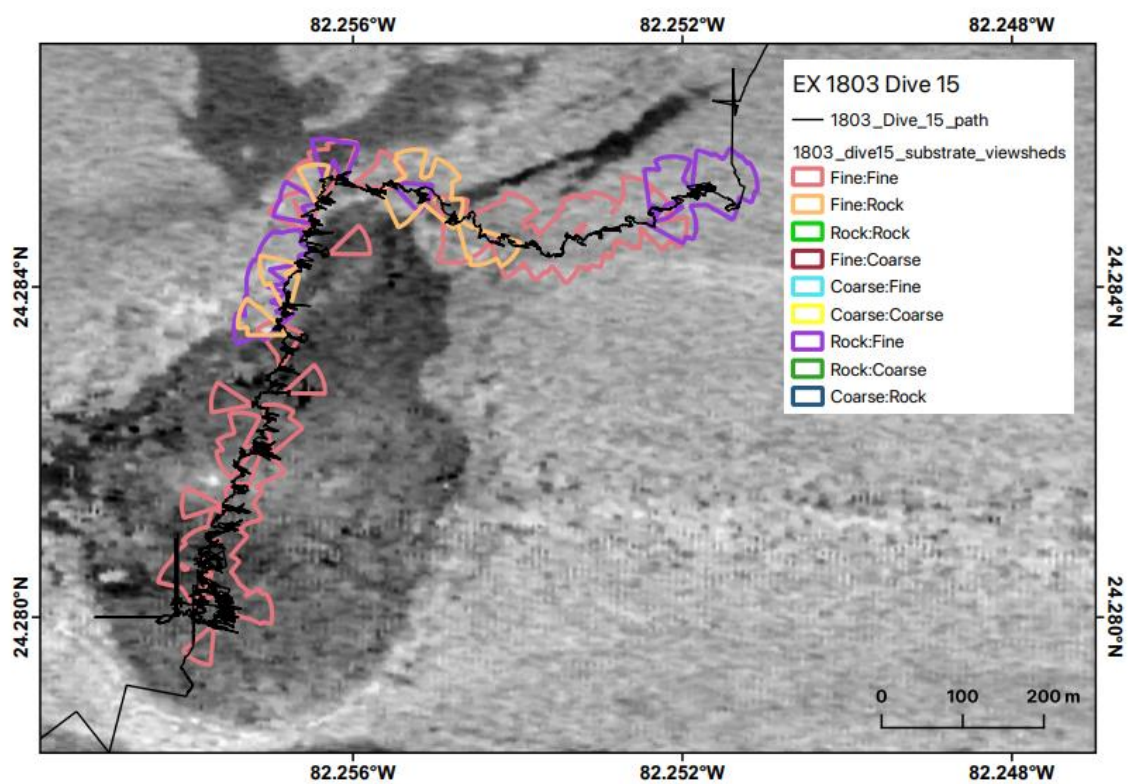 82.256°W 82.252°W 82.248°W
EX 1803 Dive 15
1803_Dive_15_path
1803_dive15_substrate_viewsheds
Fine:Fine
Fine:Rock
Rock:Rock
Fine:Coarse
Coarse:Fine
Coarse:Coarse
Rock:Fine
Rock:Coarse
Coarse:Rock
24.284°N 24.284°N
24.280°N 24.280°N
0 100 200 m
82.256°W 82.252°W 82.248°W